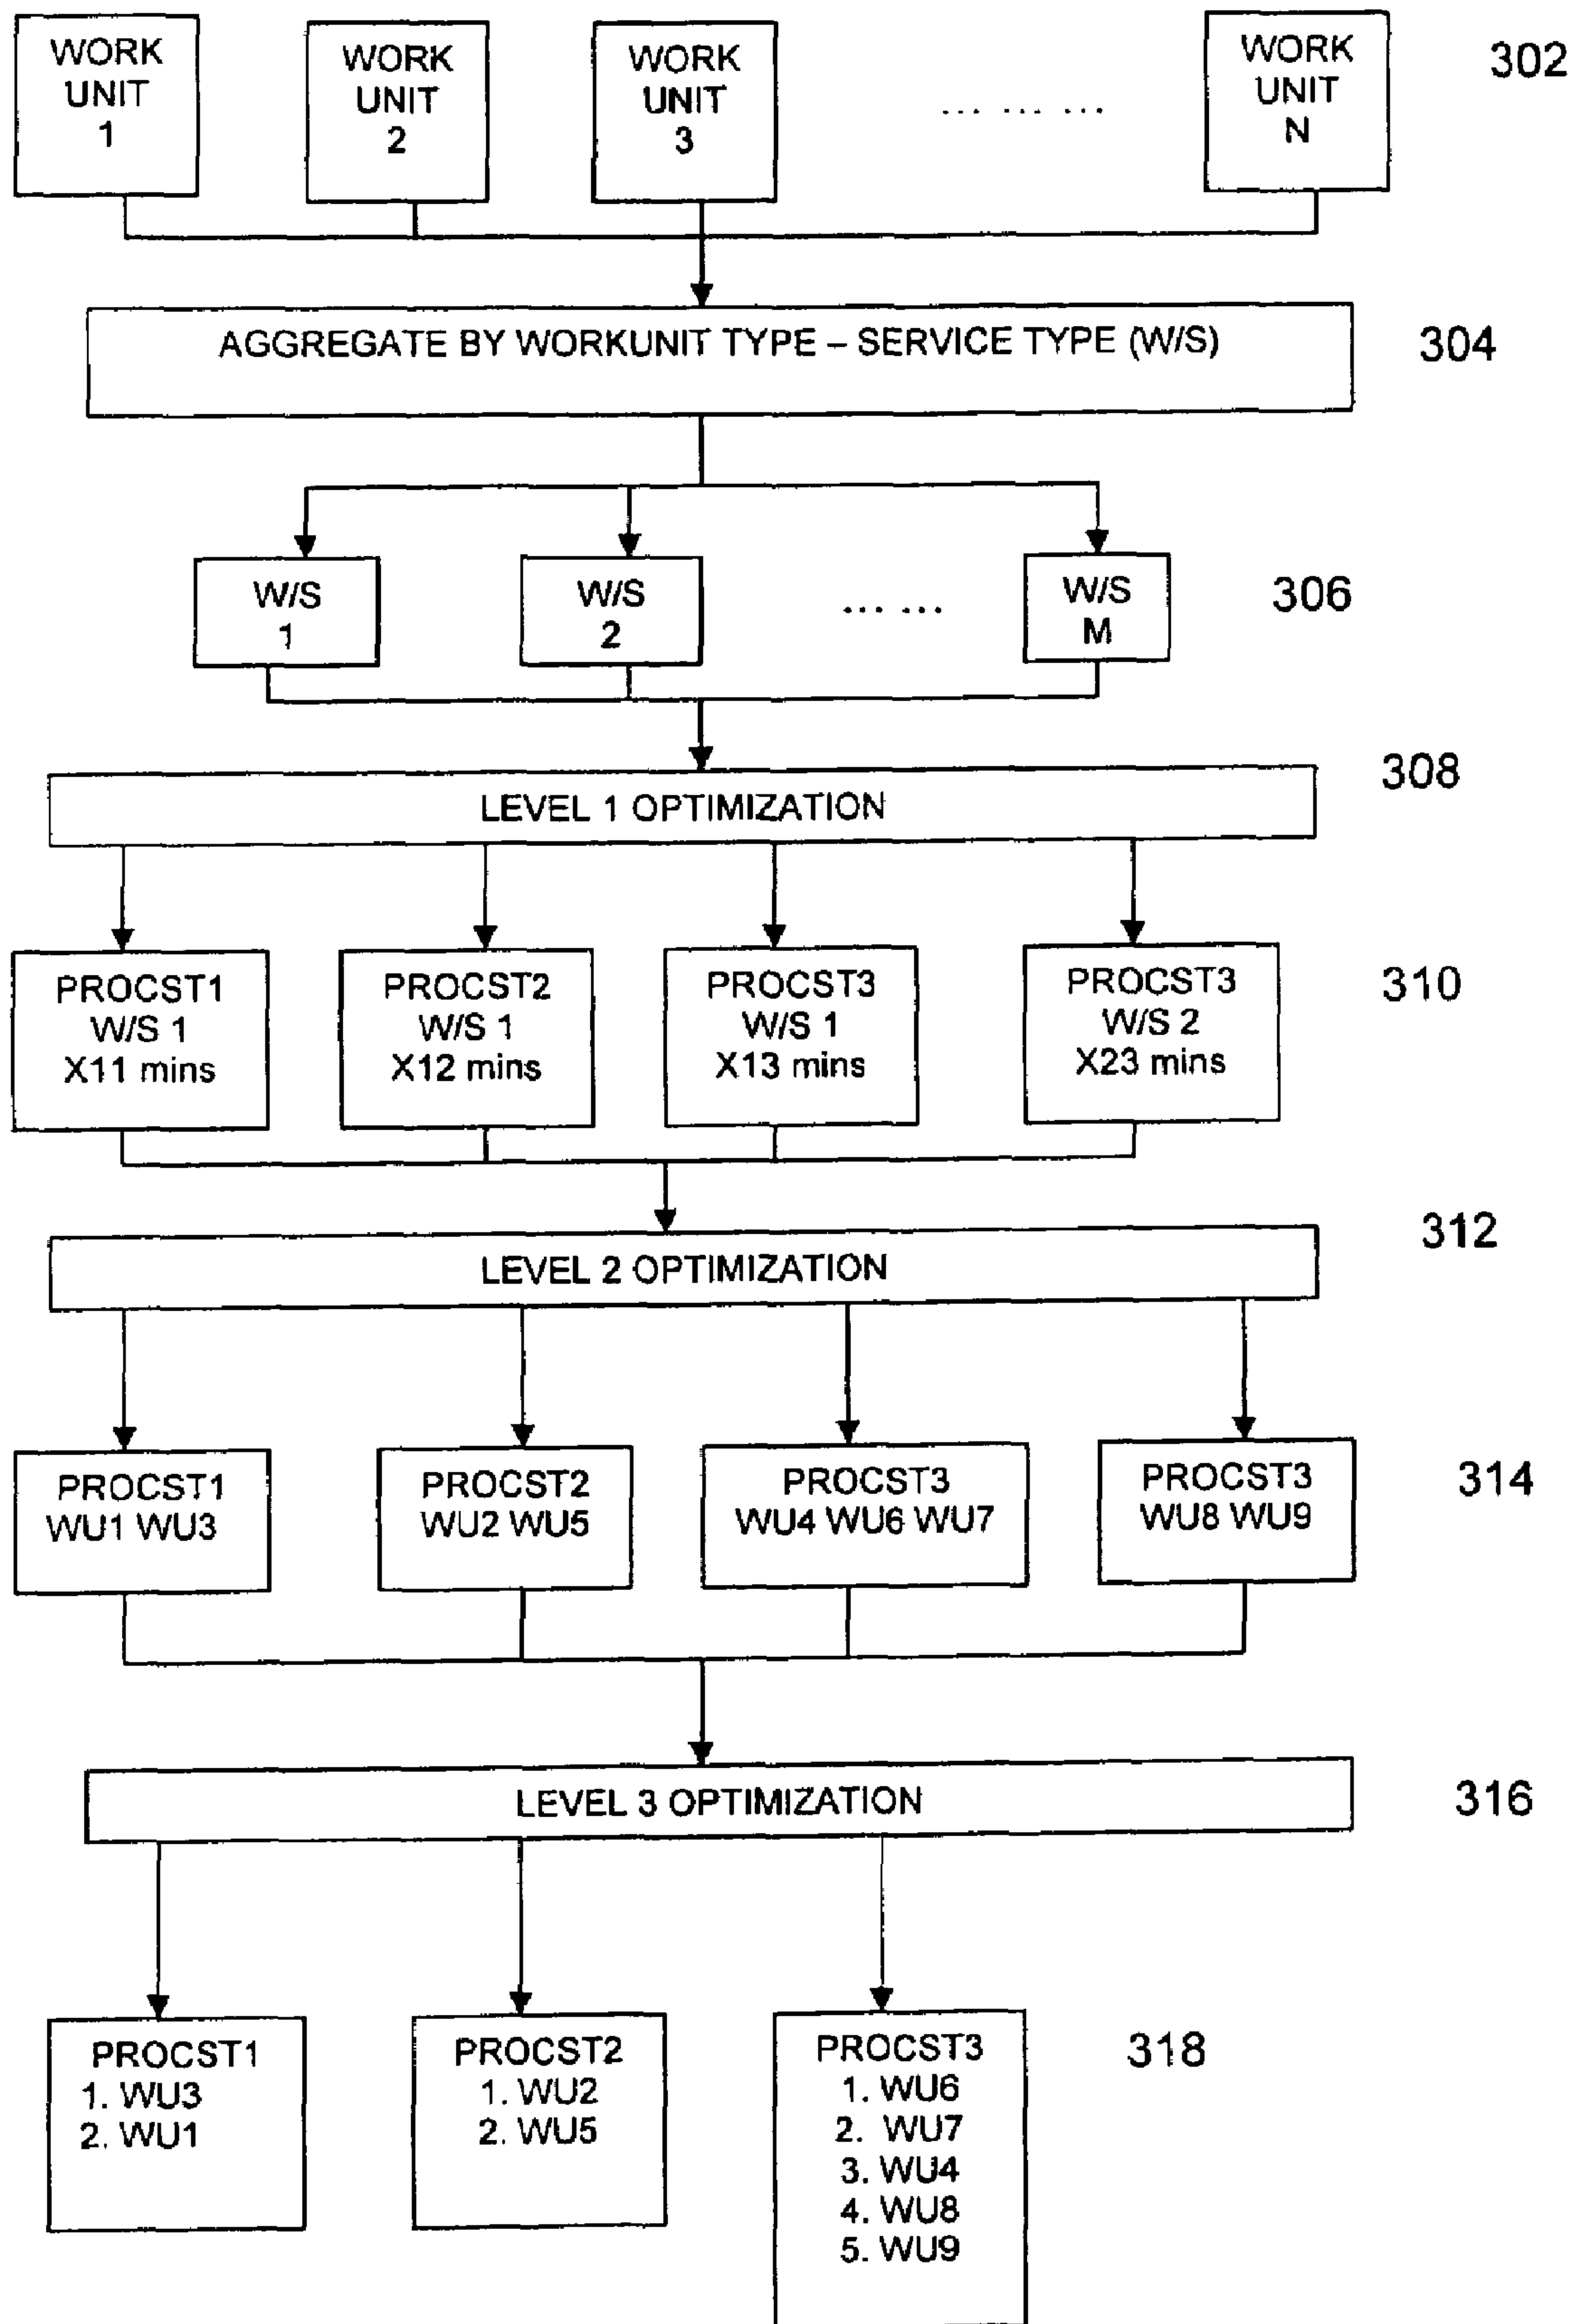 WORK
UNIT
1
WORK
UNIT
2
WORK
UNIT
3
... ... ...
WORK
UNIT
N
302
AGGREGATE BY WORKUNIT TYPE – SERVICE TYPE (W/S)
304
W/S
1
W/S
2
... ...
W/S
M
306
308
LEVEL 1 OPTIMIZATION
PROCST1
W/S 1
X11 mins
PROCST2
W/S 1
X12 mins
PROCST3
W/S 1
X13 mins
PROCST3
W/S 2
X23 mins
310
312
LEVEL 2 OPTIMIZATION
PROCST1
WU1 WU3
PROCST2
WU2 WU5
PROCST3
WU4 WU6 WU7
PROCST3
WU8 WU9
314
LEVEL 3 OPTIMIZATION
316
PROCST1
1. WU3
2. WU1
PROCST2
1. WU2
2. WU5
PROCST3
1. WU6
2. WU7
3. WU4
4. WU8
5. WU9
318